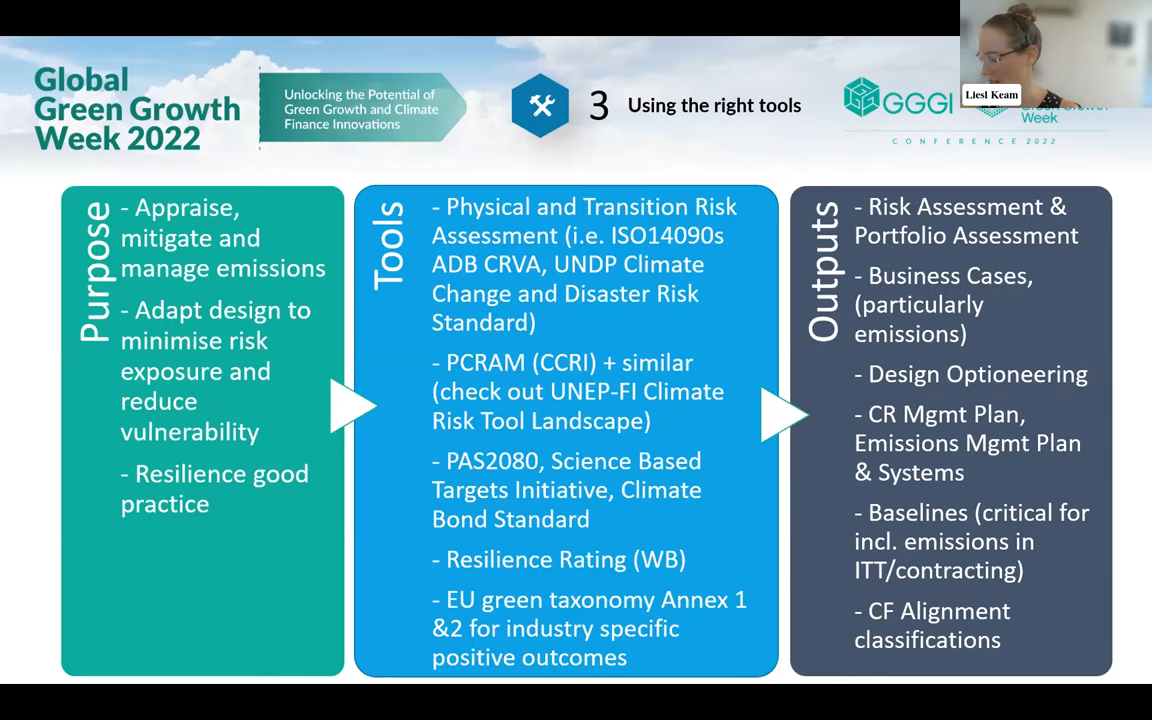 Global
Green Growth
Week 2022
Unlocking the Potential of
Green Growth and Climate
Finance Innovations
3 Using the right tools
GGGI
Week
CONFERENCE 2022
Liesl Keam
Purpose
- Appraise,
mitigate and
manage emissions
- Adapt design to
minimise risk
exposure and
reduce
vulnerability
- Resilience good
practice
Tools
- Physical and Transition Risk
Assessment (i.e. ISO14090s
ADB CRVA, UNDP Climate
Change and Disaster Risk
Standard)
- PCRAM (CCRI) + similar
(check out UNEP-FI Climate
Risk Tool Landscape)
- PAS2080, Science Based
Targets Initiative, Climate
Bond Standard
- Resilience Rating (WB)
- EU green taxonomy Annex 1
&2 for industry specific
positive outcomes
Outputs
- Risk Assessment &
Portfolio Assessment
- Business Cases,
(particularly
emissions)
- Design Optioneering
- CR Mgmt Plan,
Emissions Mgmt Plan
& Systems
- Baselines (critical for
incl. emissions in
ITT/contracting)
- CF Alignment
classifications